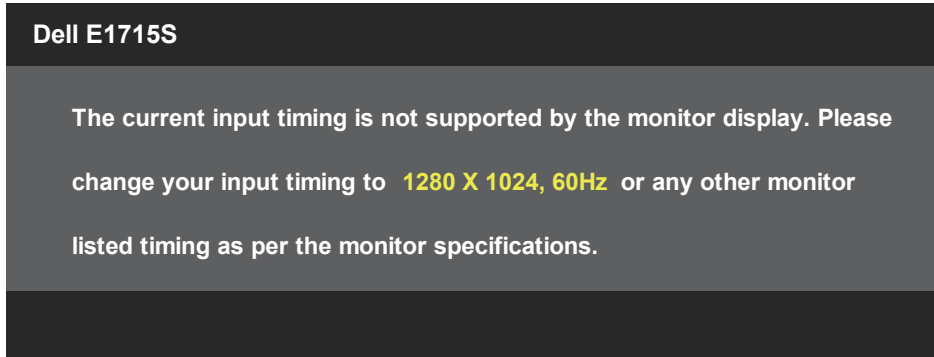 Dell E1715S
The current input timing is not supported by the monitor display. Please
change your input timing to 1280 X 1024, 60Hz or any other monitor
listed timing as per the monitor specifications.